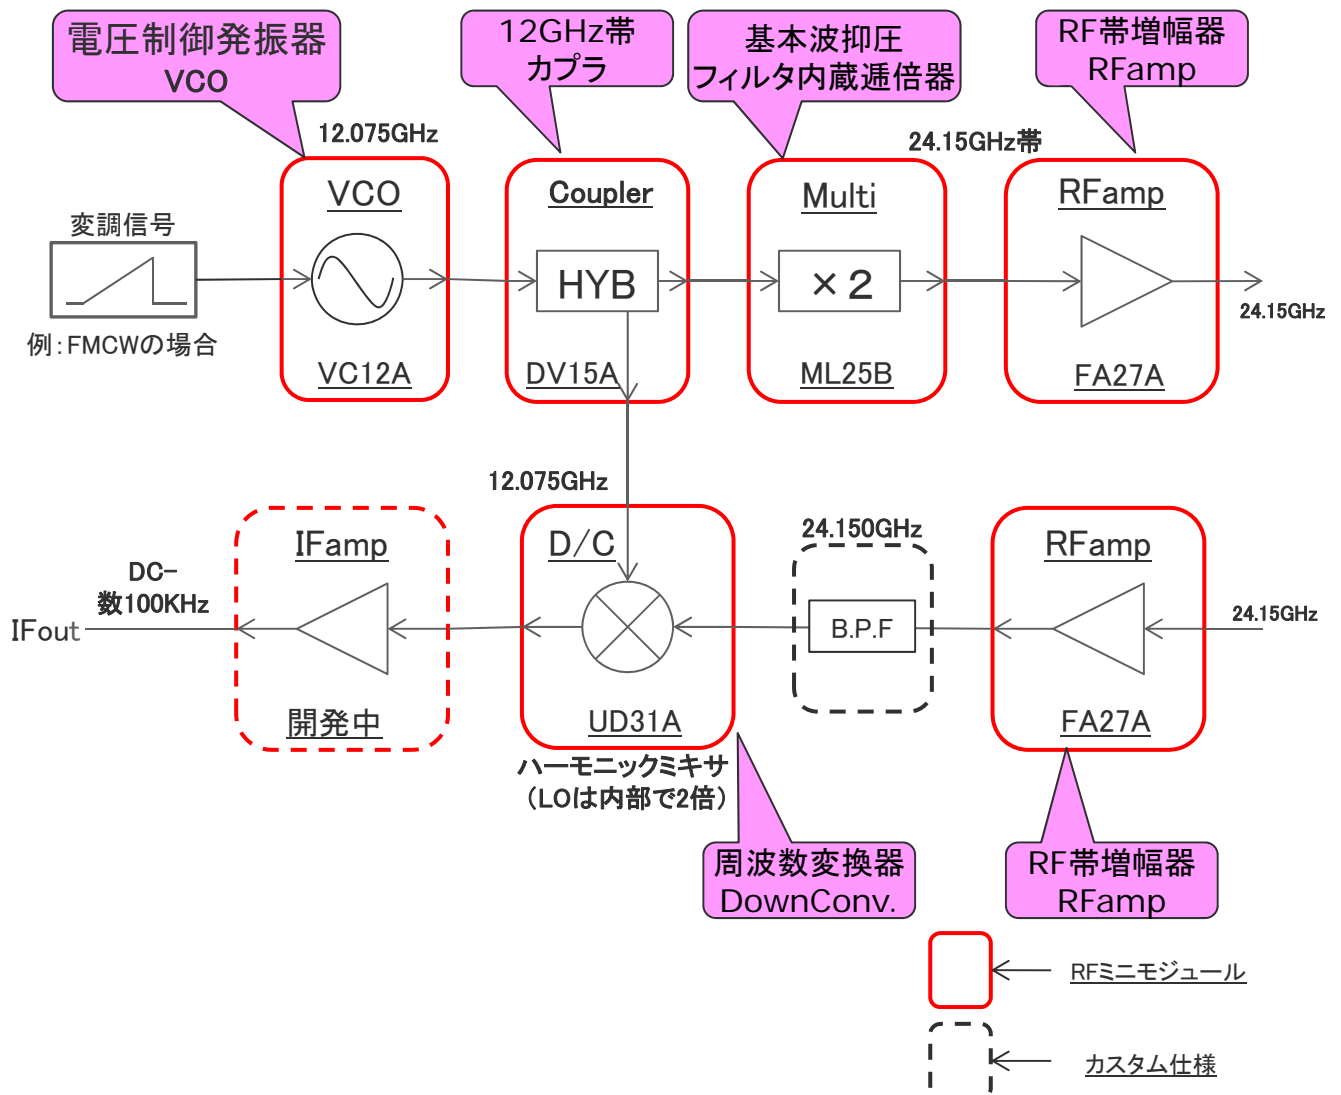 電圧制御発振器
VCO
12GHz帯
カプラ
基本波抑圧
フィルタ内蔵逓倍器
RF帯増幅器
RFamp
12.075GHz
24.15GHz帯
VCO
Coupler
Multi
RFamp
変調信号
HYB
×2
24.15GHz
例:FMCWの場合
VC12A
DV15A
ML25B
FA27A
12.075GHz
24.150GHz
IFamp
D/C
RFamp
DC-
数100KHz
IFout
B.P.F
24.15GHz
開発中
UD31A
FA27A
ハーモニックミキサ
(LOは内部で2倍)
周波数変換器
DownConv.
RF帯増幅器
RFamp
RFミニモジュール
カスタム仕様